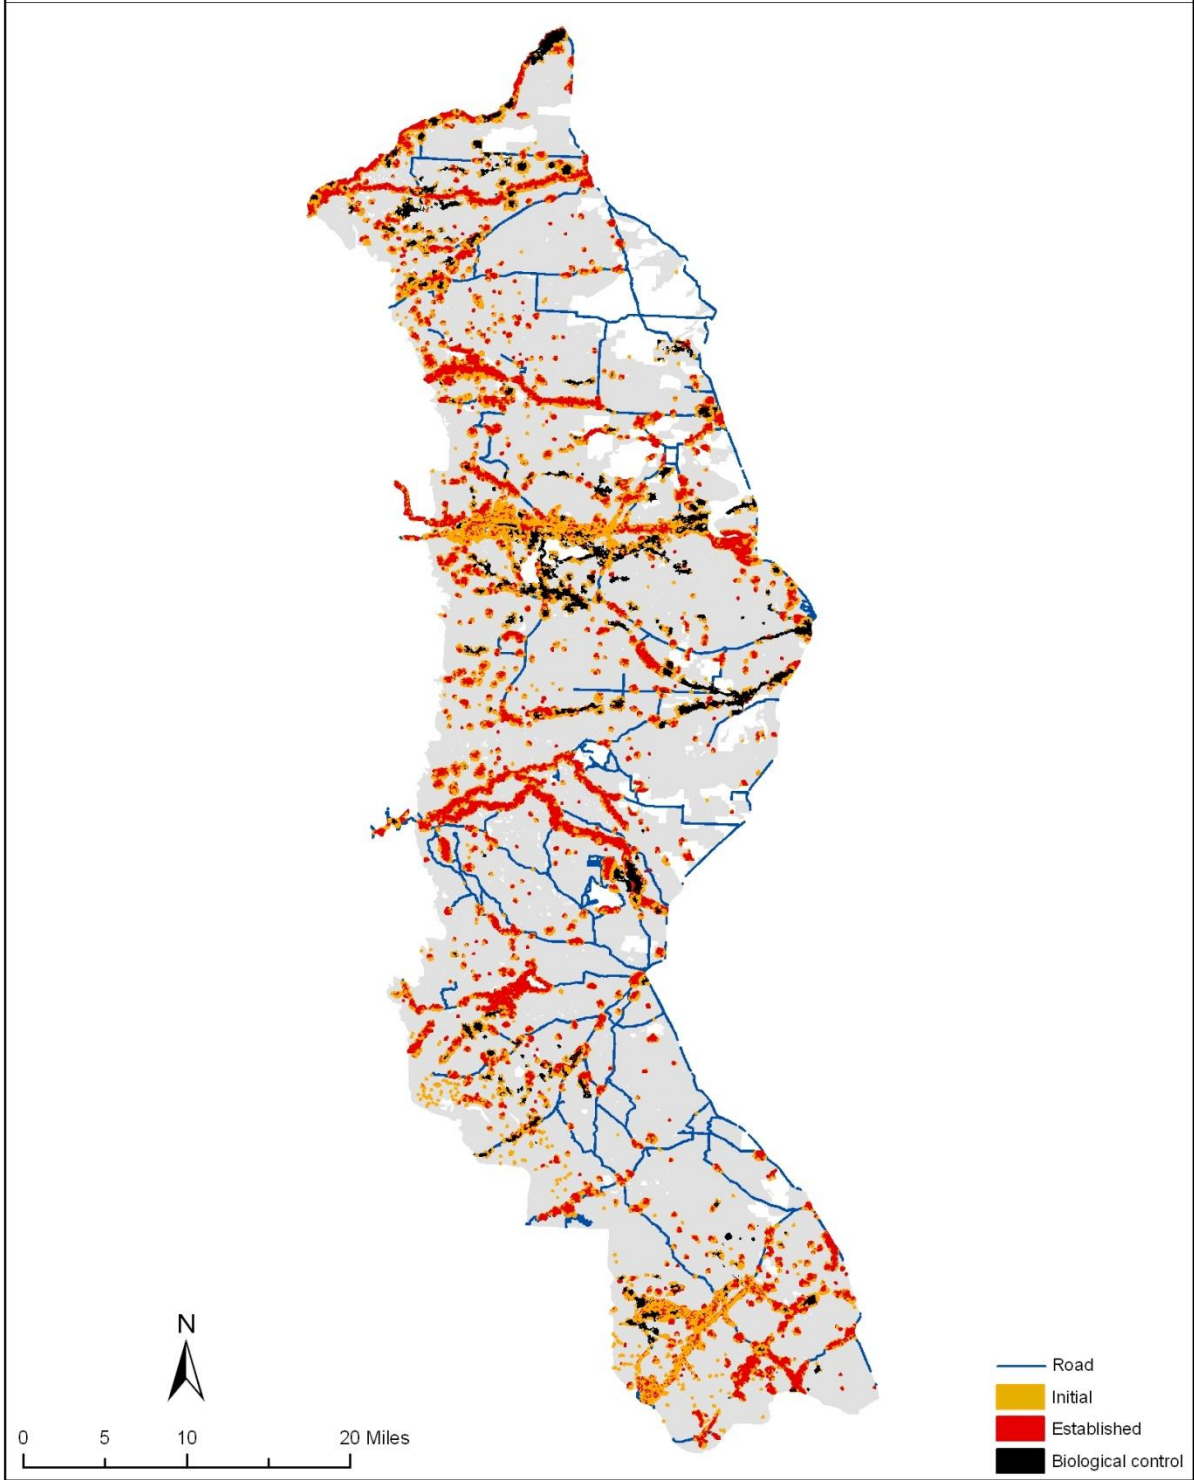 N
0 5 10 20 Miles
Road
Initial
Established
Biological control